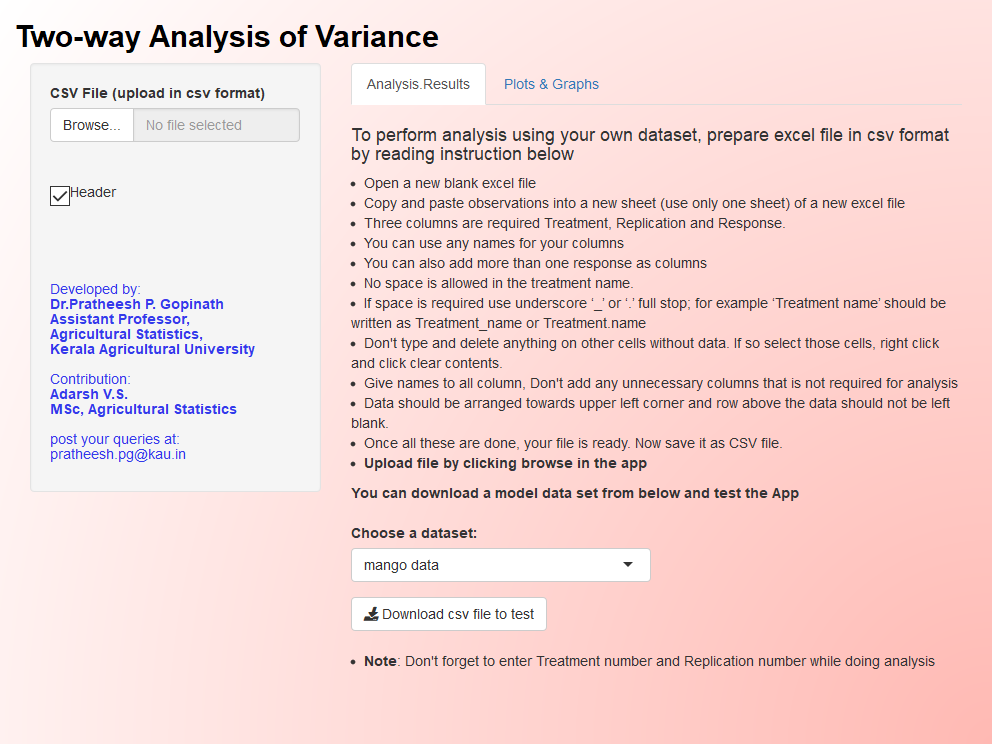 Two-way Analysis of Variance
CSV File (upload in csv format)
Browse... No file selected
Header
Developed by:
Dr.Pratheesh P. Gopinath
Assistant Professor,
Agricultural Statistics,
Kerala Agricultural University
Contribution:
Adarsh V.S.
MSc, Agricultural Statistics
post your queries at:
pratheesh.pg@kau.in
Analysis.Results Plots & Graphs
To perform analysis using your own dataset, prepare excel file in csv format
by reading instruction below
• Open a new blank excel file
• Copy and paste observations into a new sheet (use only one sheet) of a new excel file
• Three columns are required Treatment, Replication and Response.
• You can use any names for your columns
• You can also add more than one response as columns
• No space is allowed in the treatment name.
• If space is required use underscore ‘_’ or ‘.’ full stop; for example ‘Treatment name’ should be
written as Treatment_name or Treatment.name
• Don't type and delete anything on other cells without data. If so select those cells, right click
and click clear contents.
• Give names to all column, Don't add any unnecessary columns that is not required for analysis
• Data should be arranged towards upper left corner and row above the data should not be left
blank.
• Once all these are done, your file is ready. Now save it as CSV file.
• Upload file by clicking browse in the app
You can download a model data set from below and test the App
Choose a dataset:
mango data
Download csv file to test
• Note: Don't forget to enter Treatment number and Replication number while doing analysis